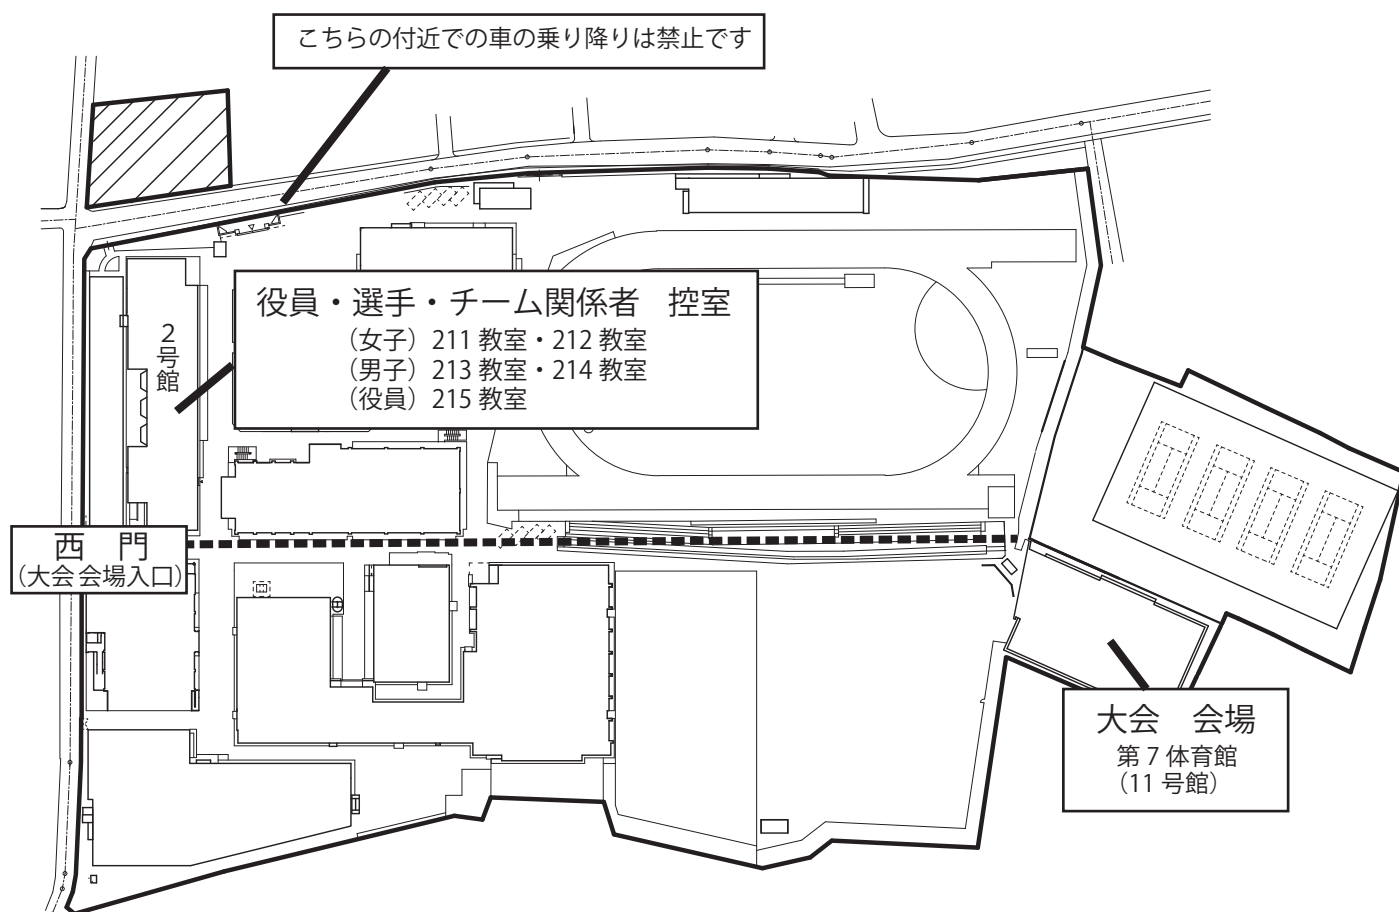 こちらの付近での車の乗り降りは禁止です
役員・選手・チーム関係者　控室
（女子）211 教室・212 教室
（男子）213 教室・214 教室
（役員）215 教室
2号館
西　門
（大会会場入口）
大会　会場
第 7 体育館
（11 号館）